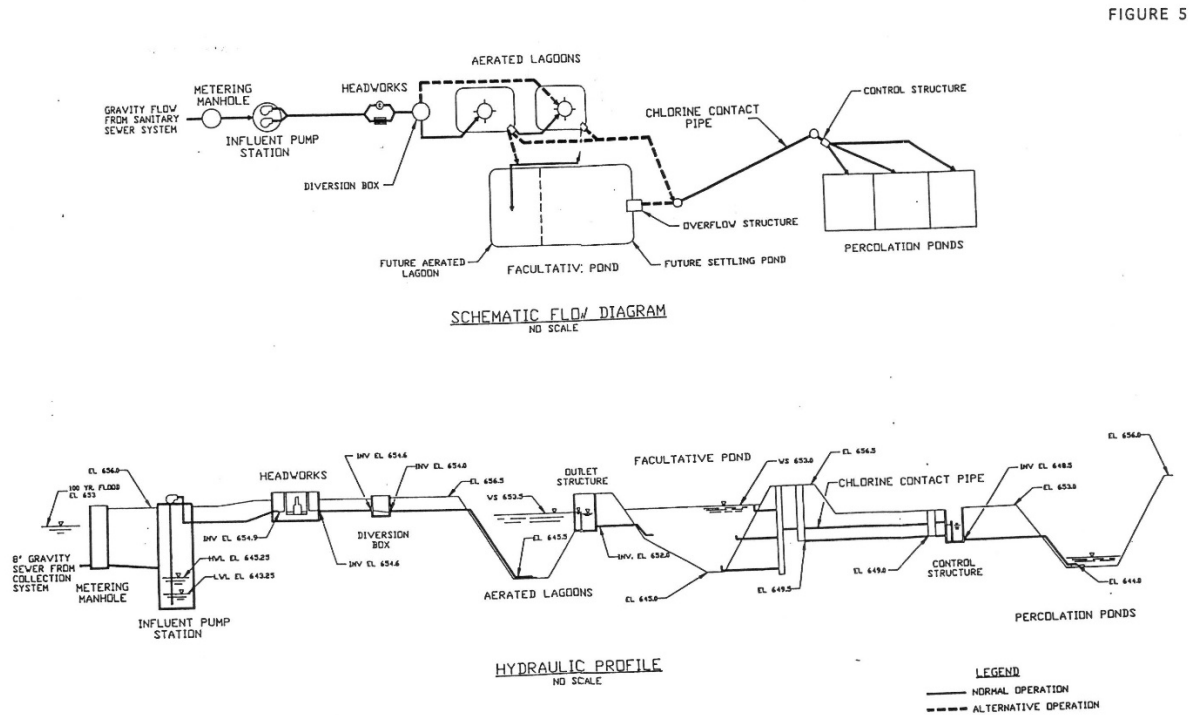 FIGURE 5
AERATED LAGOONS
METERING
MANHOLE
HEADWORKS
GRAVITY FLOW
FROM SANITARY
SEWER SYSTEM
INFLUENT PUMP
STATION
DIVERSION BOX
CONTROL STRUCTURE
CHLORINE CONTACT
PIPE
OVERFLOW STRUCTURE
PERCOLATION PONDS
FUTURE AERATED
LAGOON
FACULTATIV: POND
FUTURE SETTLING POND
SCHEMATIC FLOW DIAGRAM
NO SCALE
EL 656.0
100 YR. FLOOD
EL 653
HEADWORKS
INV EL 654.6
INV EL 654.0
EL 656.5
OUTLET
STRUCTURE
WS 653.5
FACULTATIVE POND
WS 653.0
EL 656.5
CHLORINE CONTACT PIPE
INV EL 648.5
EL 653.0
EL 656.0
INV EL 654.9
DIVERSION
BOX
EL 645.5
INV. EL 652.0
HVL EL 645.25
LVL EL 643.25
INV EL 654.6
8" GRAVITY
SEWER FROM
COLLECTION
SYSTEM
METERING
MANHOLE
INFLUENT PUMP
STATION
AERATED LAGOONS
EL 645.0
EL 649.5
EL 649.0
CONTROL
STRUCTURE
EL 644.0
PERCOLATION PONDS
HYDRAULIC PROFILE
NO SCALE
LEGEND
NORMAL OPERATION
ALTERNATIVE OPERATION